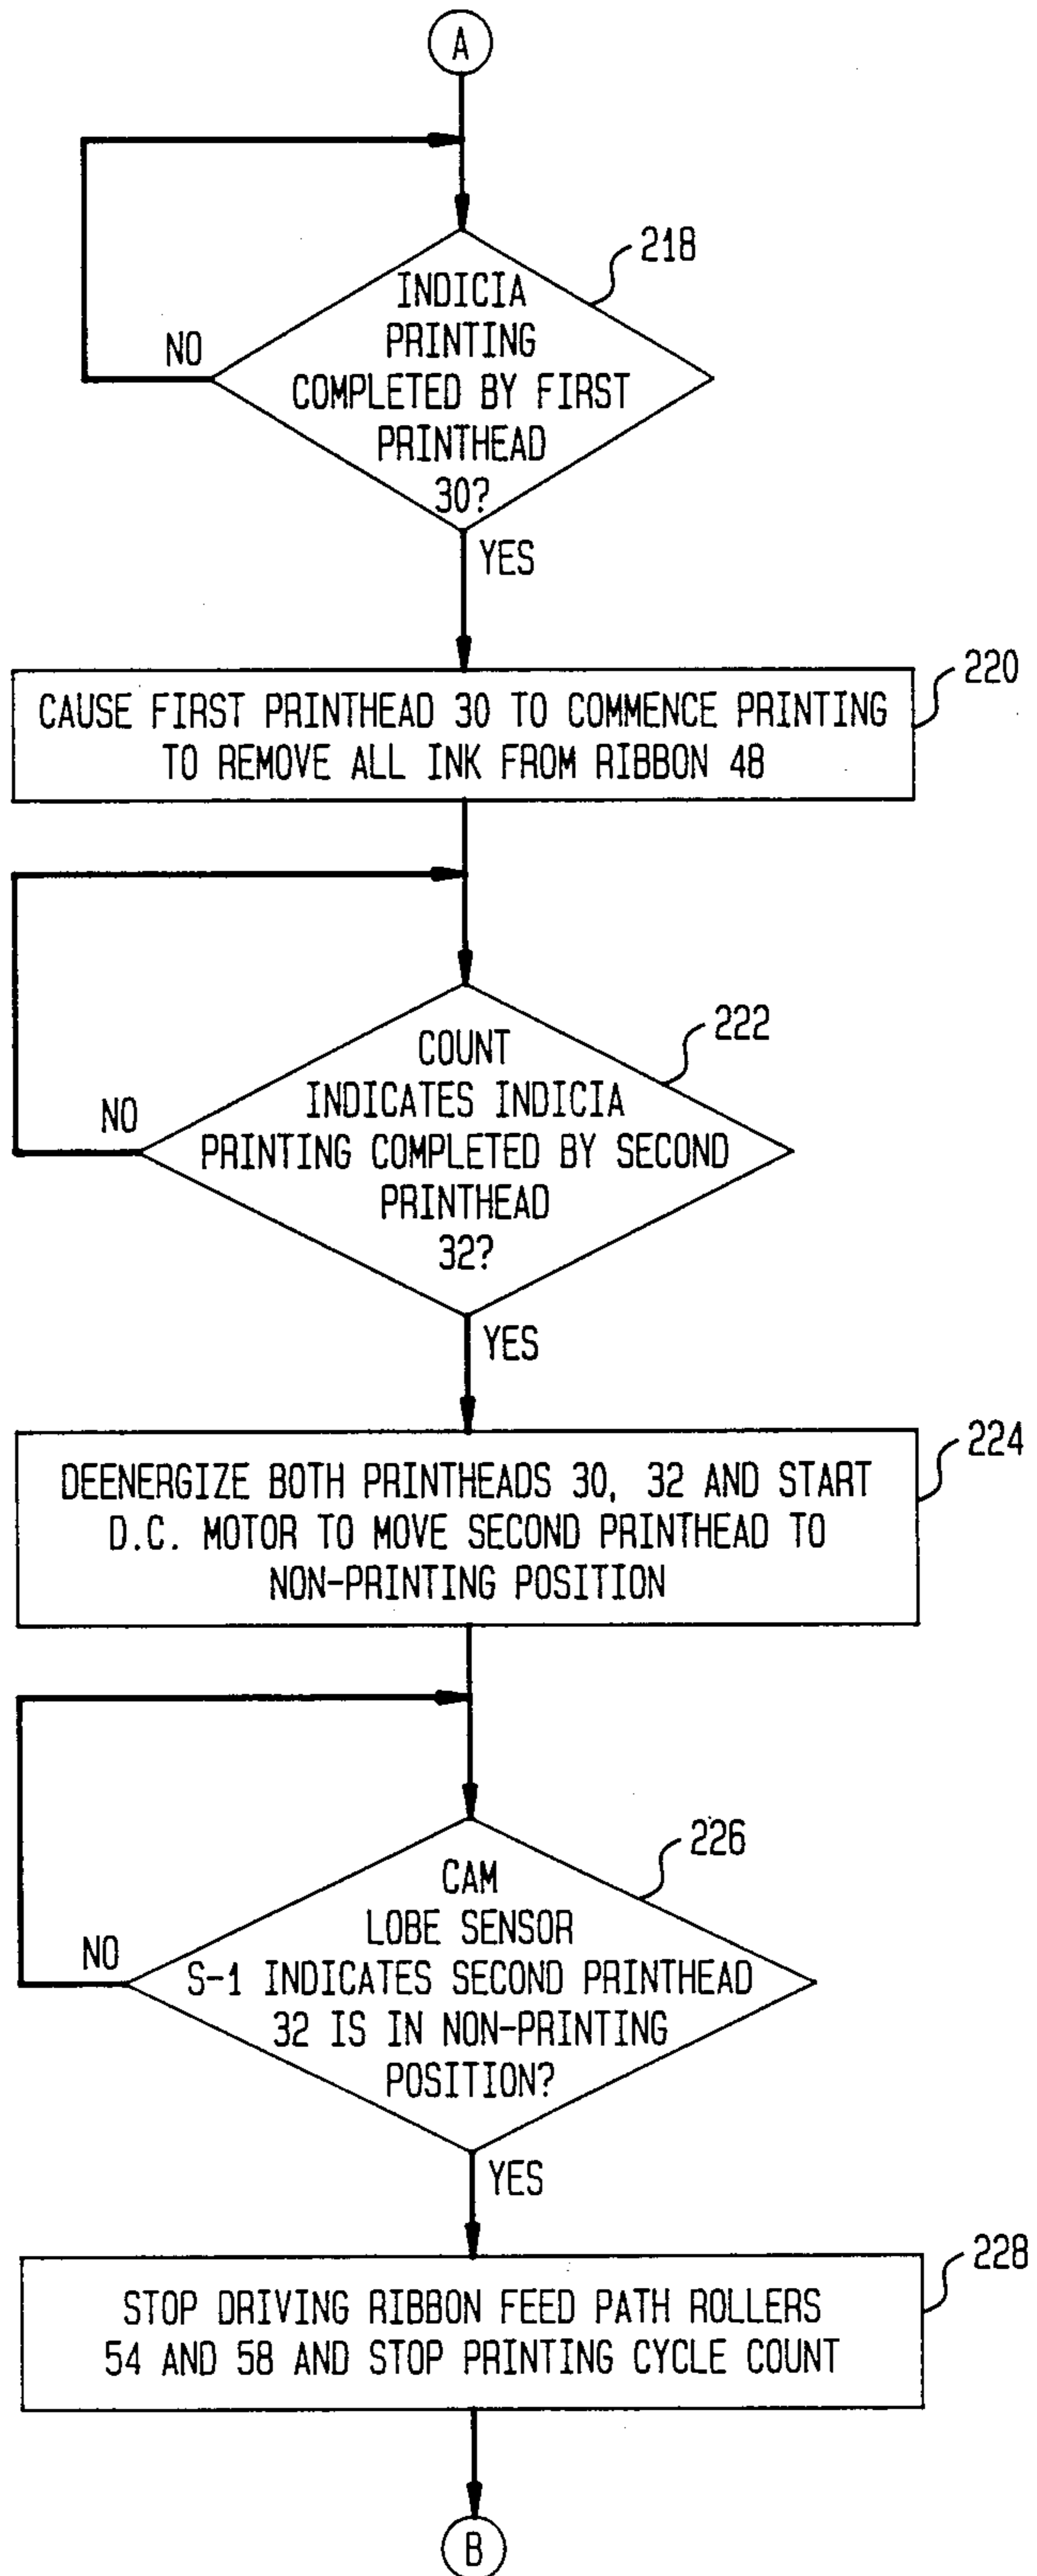 A
218
INDICIA
PRINTING
COMPLETED BY FIRST
PRINTHEAD
30?
NO
YES
220
CAUSE FIRST PRINTHEAD 30 TO COMMENCE PRINTING
TO REMOVE ALL INK FROM RIBBON 48
222
COUNT
INDICATES INDICIA
PRINTING COMPLETED BY SECOND
PRINTHEAD
32?
NO
YES
224
DEENERGIZE BOTH PRINTHEADS 30, 32 AND START
D.C. MOTOR TO MOVE SECOND PRINTHEAD TO
NON-PRINTING POSITION
226
CAM
LOBE SENSOR
S-1 INDICATES SECOND PRINTHEAD
32 IS IN NON-PRINTING
POSITION?
NO
YES
228
STOP DRIVING RIBBON FEED PATH ROLLERS
54 AND 58 AND STOP PRINTING CYCLE COUNT
B